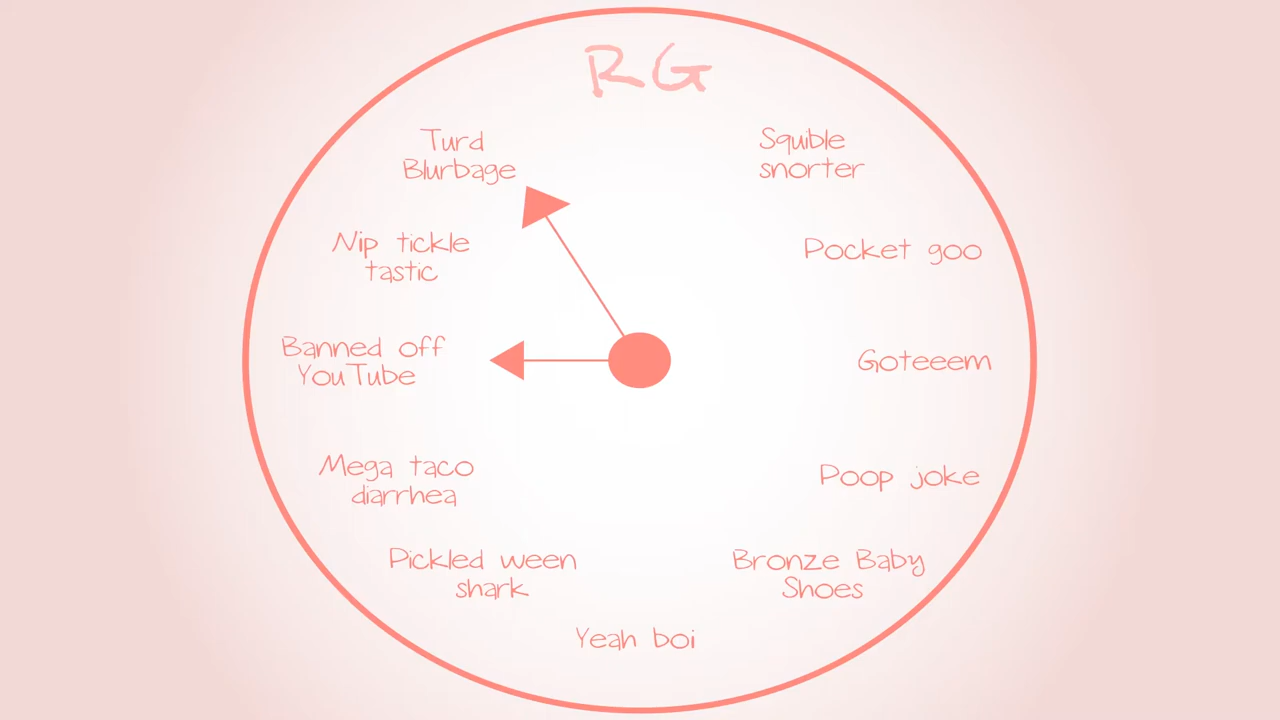 RG
Squible
snorter
Pocket goo
Goteeem
Poop joke
Bronze Baby
Shoes
Yeah boi
Pickled ween
shark
Mega taco
diarrhea
Banned off
YouTube
Nip tickle
tastic
Turd
Blurbage